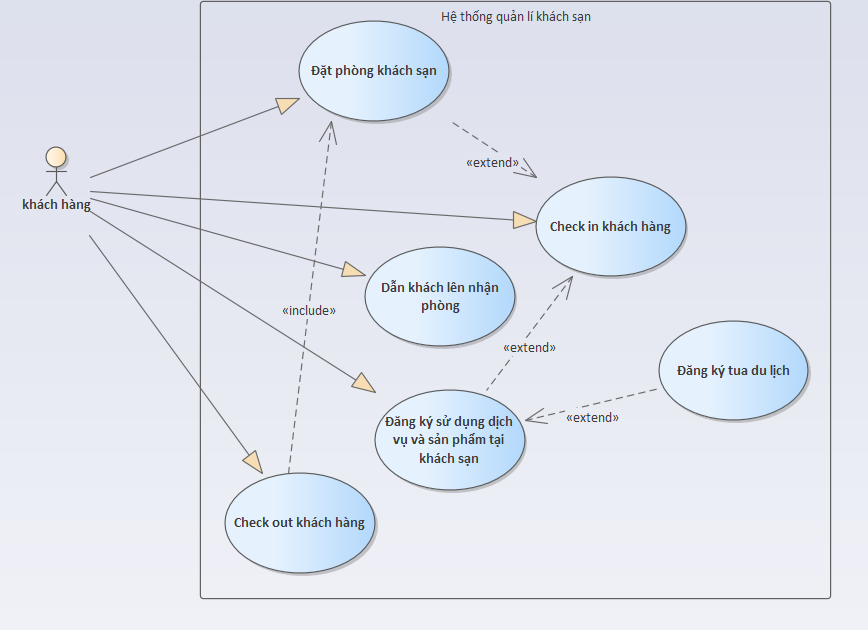 Hệ thống quản lí khách sạn
Đặt phòng khách sạn
«extend»
khách hàng
Check in khách hàng
Dẫn khách lên nhận
phòng
«include»
«extend»
Đăng ký tua du lịch
«extend»
Đăng ký sử dụng dịch
vụ và sản phẩm tại
khách sạn
Check out khách hàng